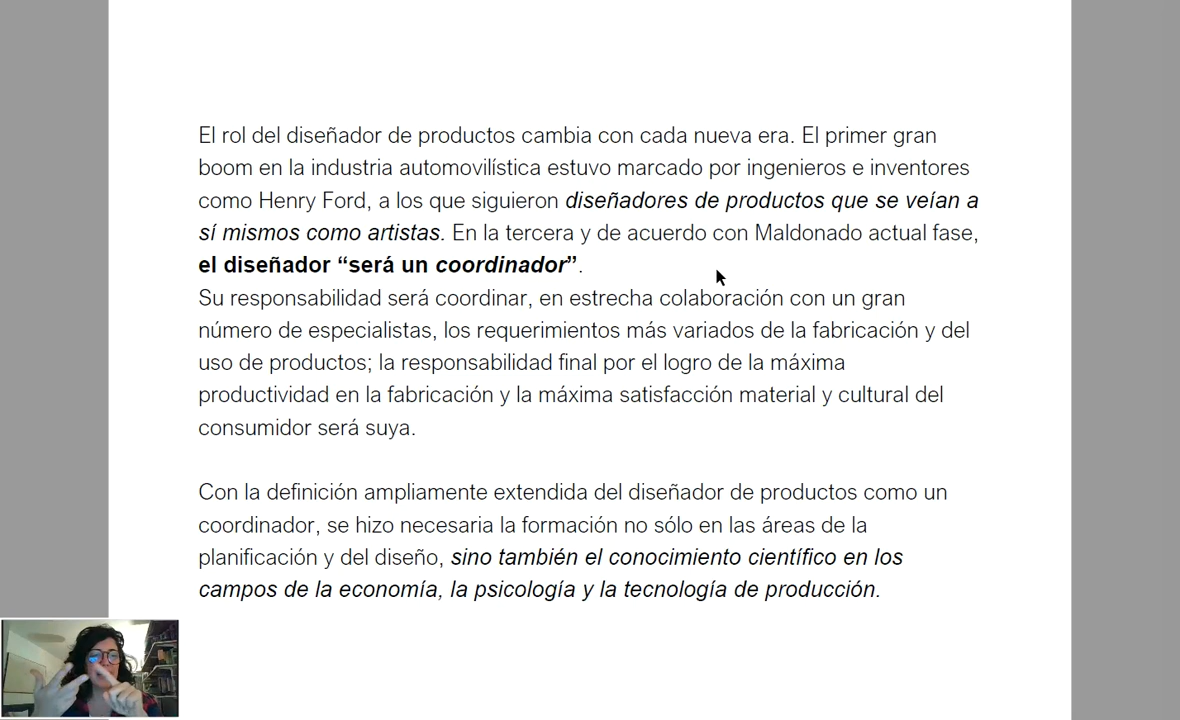 El rol del diseñador de productos cambia con cada nueva era. El primer gran
boom en la industria automovilística estuvo marcado por ingenieros e inventores
como Henry Ford, a los que siguieron diseñadores de productos que se veían a
sí mismos como artistas. En la tercera y de acuerdo con Maldonado actual fase,
el diseñador “será un coordinador”.
Su responsabilidad será coordinar, en estrecha colaboración con un gran
número de especialistas, los requerimientos más variados de la fabricación y del
uso de productos; la responsabilidad final por el logro de la máxima
productividad en la fabricación y la máxima satisfacción material y cultural del
consumidor será suya.
Con la definición ampliamente extendida del diseñador de productos como un
coordinador, se hizo necesaria la formación no sólo en las áreas de la
planificación y del diseño, sino también el conocimiento científico en los
campos de la economía, la psicología y la tecnología de producción.